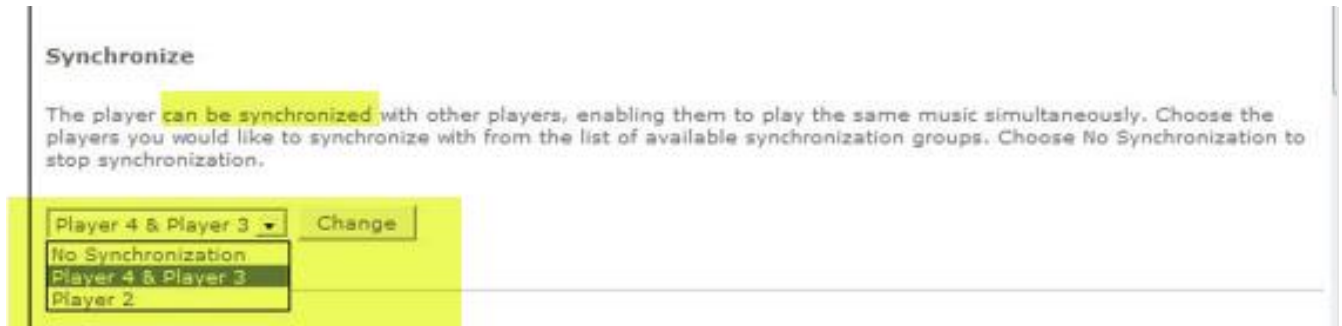 Synchronize
The player can be synchronized with other players, enabling them to play the same music simultaneously. Choose the
players you would like to synchronize with from the list of available synchronization groups. Choose No Synchronization to
stop synchronization.
Player 4 & Player 3 Change
No Synchronization
Player 4 & Player 3
Player 2